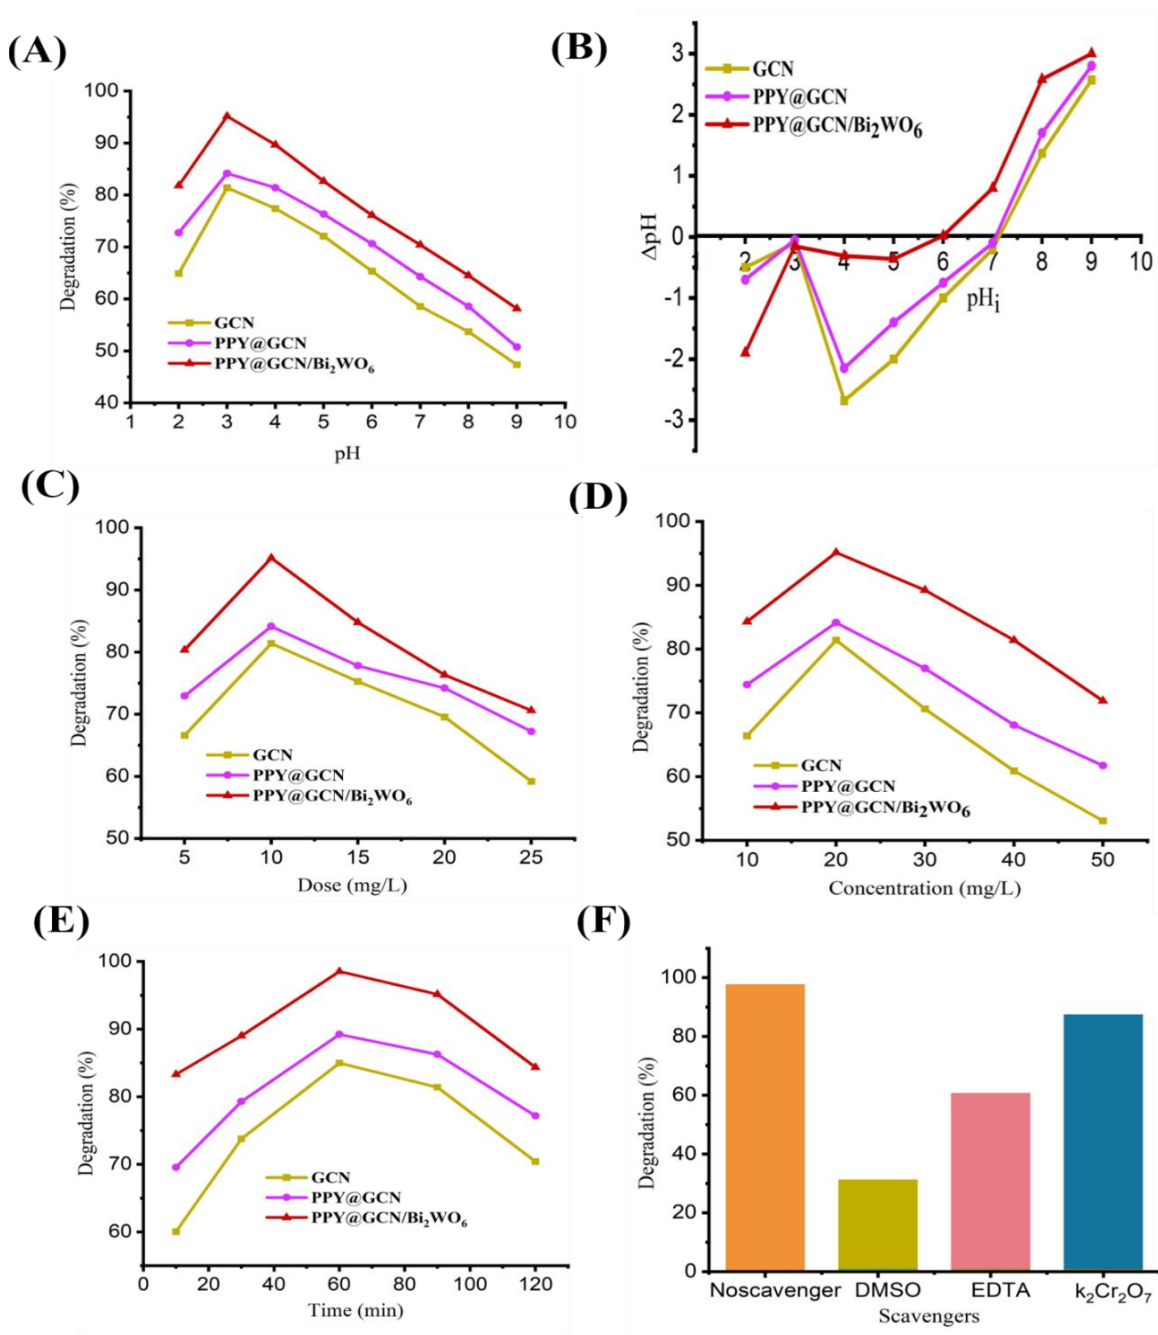 (A)
100
90
80
70
60
50
40
Degradation (%)
GCN
PPY@GCN
PPY@GCN/Bi₂WO₆
1 2 3 4 5 6 7 8 9 10
pH
(B)
3
2
1
0
-1
-2
-3
ΔpH
GCN
PPY@GCN
PPY@GCN/Bi₂WO₆
2 3 4 5 6 7 8 9 10
pHi
(C)
100
90
80
70
60
50
Degradation (%)
GCN
PPY@GCN
PPY@GCN/Bi₂WO₆
5 10 15 20 25
Dose (mg/L)
(D)
100
90
80
70
60
50
Degradation (%)
GCN
PPY@GCN
PPY@GCN/Bi₂WO₆
10 20 30 40 50
Concentration (mg/L)
(E)
100
90
80
70
60
Degradation (%)
GCN
PPY@GCN
PPY@GCN/Bi₂WO₆
0 20 40 60 80 100 120
Time (min)
(F)
100
80
60
40
20
0
Degradation (%)
Noscavenger DMSO EDTA k₂Cr₂O₇
Scavengers